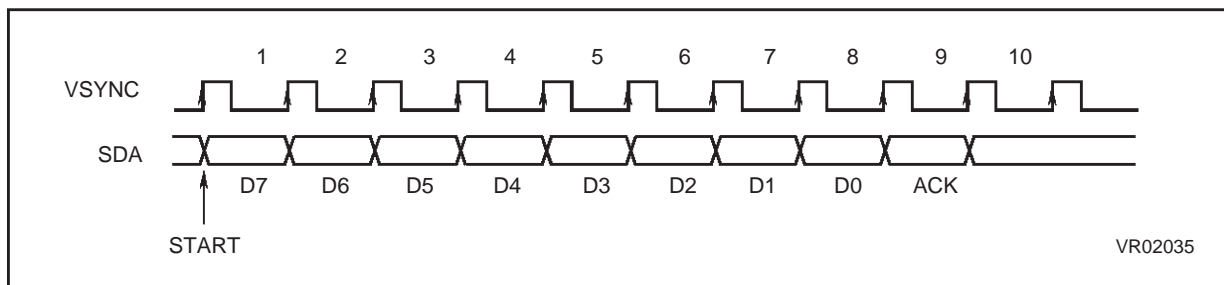 1 2 3 4 5 6 7 8 9 10
VSYNC
SDA
D7 D6 D5 D4 D3 D2 D1 D0 ACK
START
VR02035